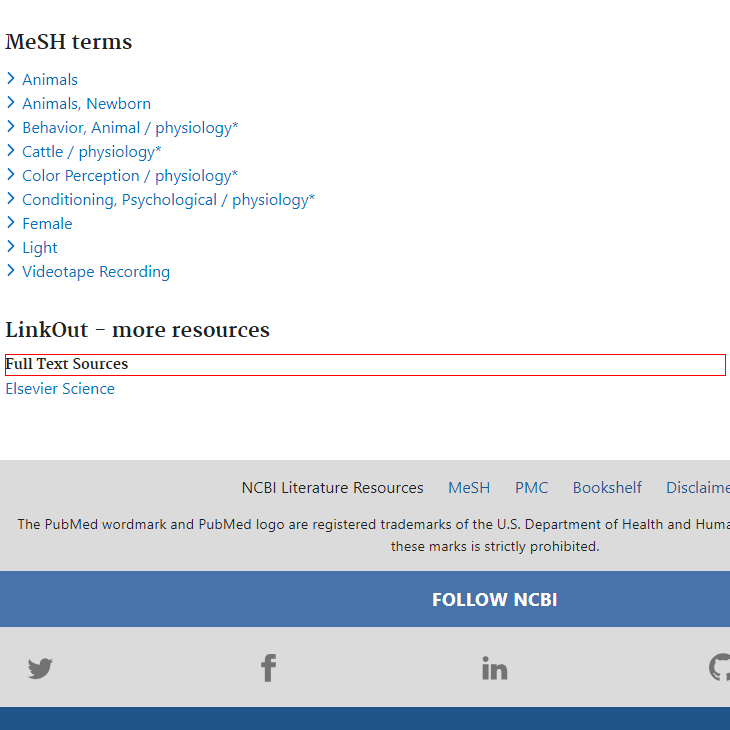 MeSH terms
Animals
Animals, Newborn
Behavior, Animal / physiology*
Cattle / physiology*
Color Perception / physiology*
Conditioning, Psychological / physiology*
Female
Light
Videotape Recording
LinkOut - more resources
Full Text Sources
Elsevier Science
NCBI Literature Resources MeSH PMC Bookshelf Disclaime
The PubMed wordmark and PubMed logo are registered trademarks of the U.S. Department of Health and Huma
these marks is strictly prohibited.
FOLLOW NCBI